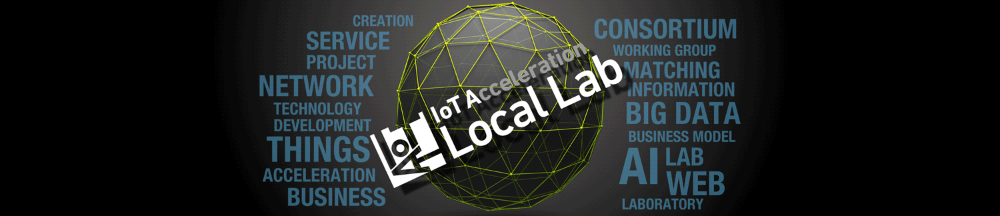 CREATION
SERVICE
PROJECT
NETWORK
TECHNOLOGY
DEVELOPMENT
THINGS
ACCELERATION
BUSINESS
IoT Acceleration
Local Lab
CONSORTIUM
WORKING GROUP
MATCHING
INFORMATION
BIG DATA
BUSINESS MODEL
AI LAB
WEB
LABORATORY